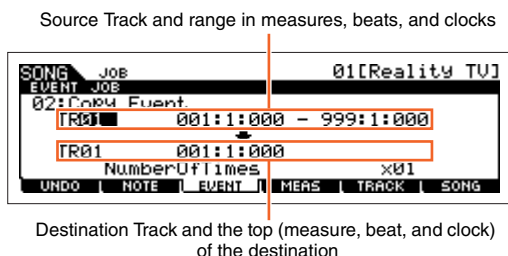 Source Track and range in measures, beats, and clocks
SONG JOB 01[Reality TV]
EVENT JOB
02:Copy Event
TR01 001:1:000 - 999:1:000
TR01 001:1:000
NumberOfTimes x01
UNDO NOTE EVENT MEAS TRACK SONG
Destination Track and the top (measure, beat, and clock)
of the destination